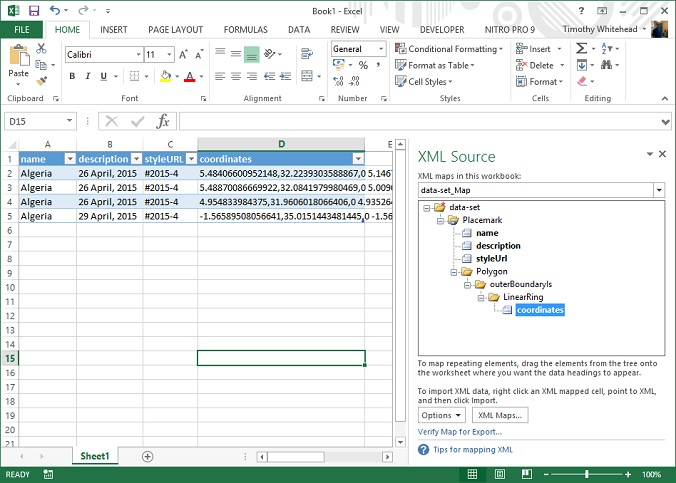 Book1 - Excel
FILE HOME INSERT PAGE LAYOUT FORMULAS DATA REVIEW VIEW DEVELOPER NITRO PRO 9 Timothy Whitehead
Paste
Clipboard
Calibri 11
B I U
Font
Alignment
General
% ,
Number
Conditional Formatting
Format as Table
Cell Styles
Styles
Insert
Delete
Format
Cells
Editing
D15
fx
A B C D E
1 name description styleURL coordinates
2 Algeria 26 April, 2015 #2015-4 5.48406600952148,32.2239303588867,0 5.1467
3 Algeria 26 April, 2015 #2015-4 5.48870086669922,32.0841979980469,0 5.0096
4 Algeria 26 April, 2015 #2015-4 4.954833984375,31.9606018066406,0 4.935264
5 Algeria 29 April, 2015 #2015-4 -1.56589508056641,35.0151443481445,0 -1.56
6
7
8
9
10
11
12
13
14
15
16
17
18
19
20
21
XML Source
XML maps in this workbook:
data-set_Map
data-set
Placemark
name
description
styleUrl
Polygon
outerBoundaryIs
LinearRing
coordinates
To map repeating elements, drag the elements from the tree onto
the worksheet where you want the data headings to appear.
To import XML data, right click an XML mapped cell, point to XML,
and then click Import.
Options XML Maps...
Verify Map for Export...
Tips for mapping XML
Sheet1
READY 100%